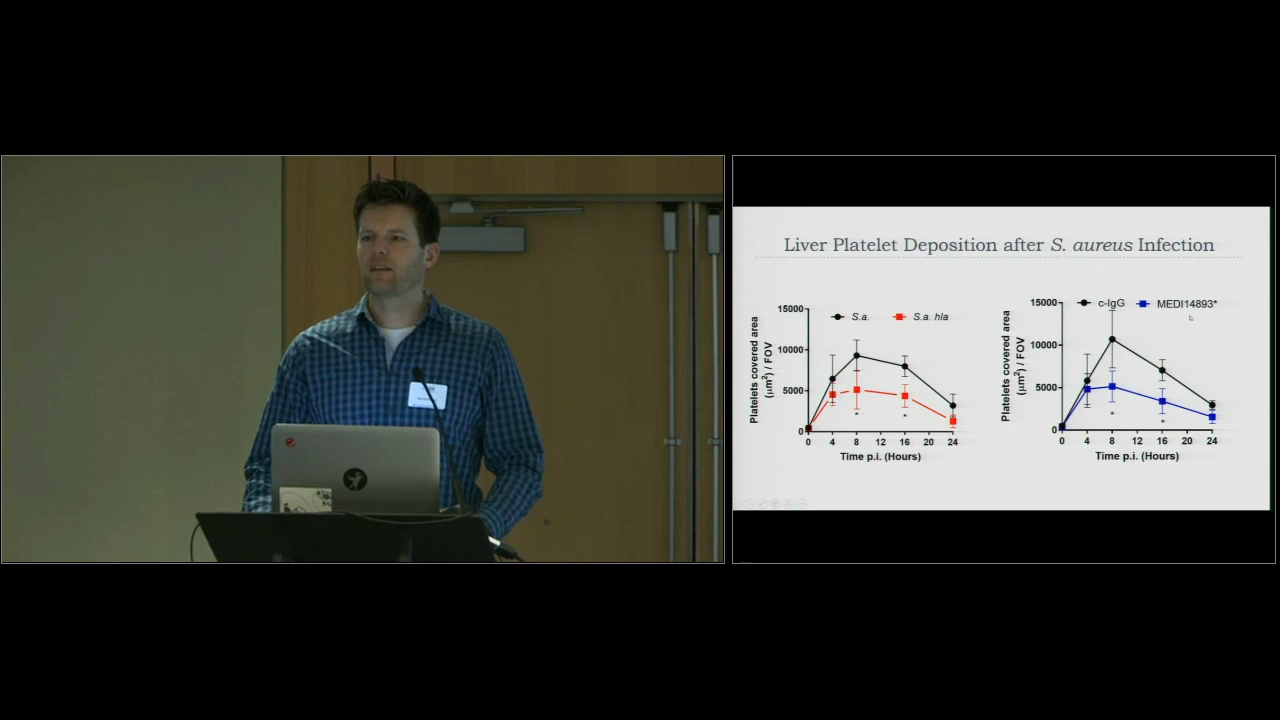 Liver Platelet Deposition after S. aureus Infection
S.a.
S.a. hla
Platelets covered area
(μm²) / FOV
15000
10000
5000
0
0 4 8 12 16 20 24
* *
Time p.i. (Hours)
c-IgG
MEDI14893*
Platelets covered area
(μm²) / FOV
15000
10000
5000
0
0 4 8 12 16 20 24
* *
Time p.i. (Hours)